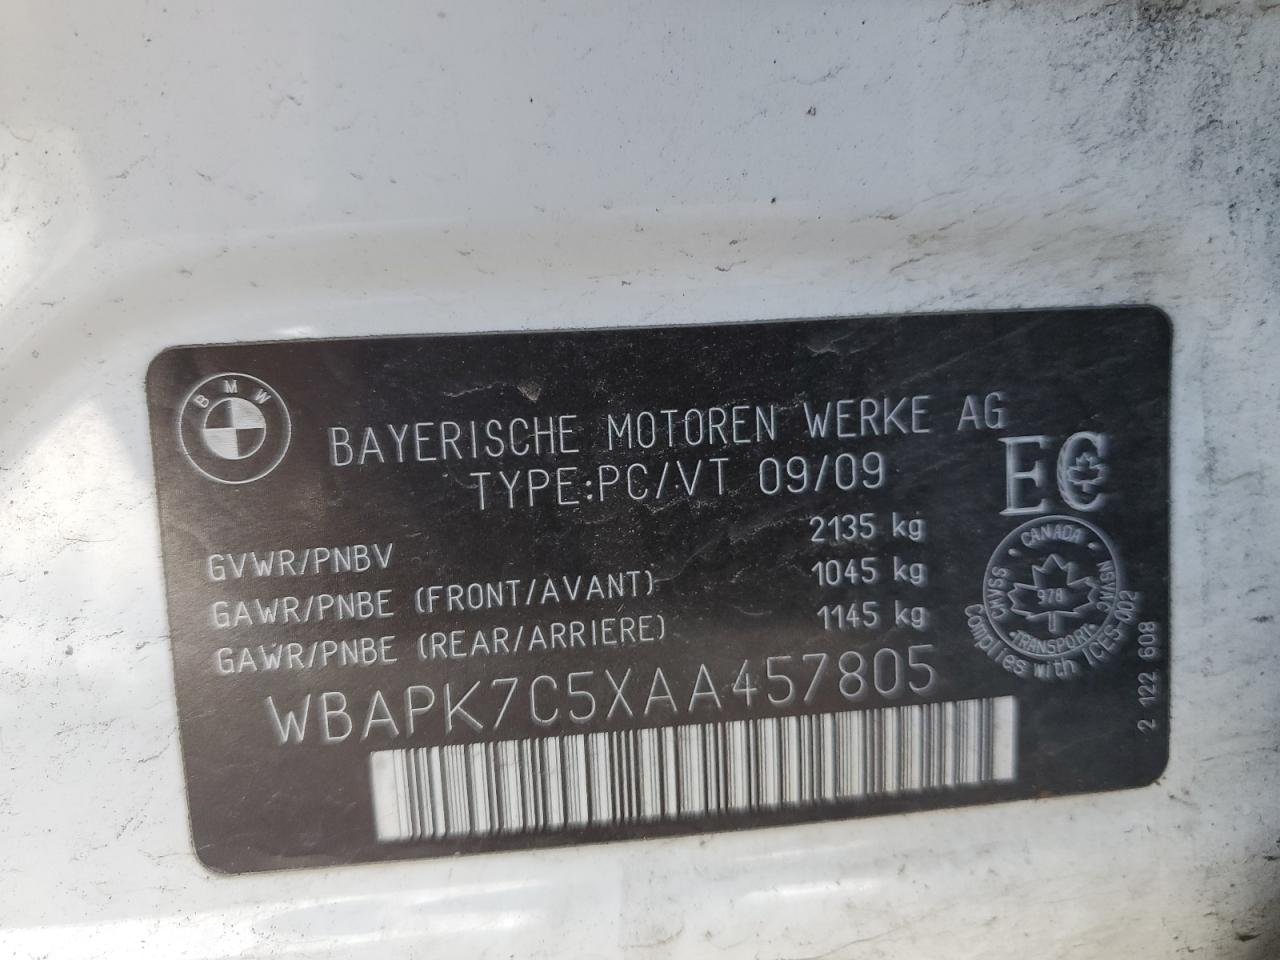 BMW
BAYERISCHE MOTOREN WERKE AG
TYPE:PC/VT 09/09
EC
GVWR/PNBV 2135 kg
GAWR/PNBE (FRONT/AVANT) 1045 kg
GAWR/PNBE (REAR/ARRIERE) 1145 kg
WBAPK7C5XAA457805
CANADA
CMVSS
NSVAC
978
TRANSPORT
Complies with ICES-002
2 122 608